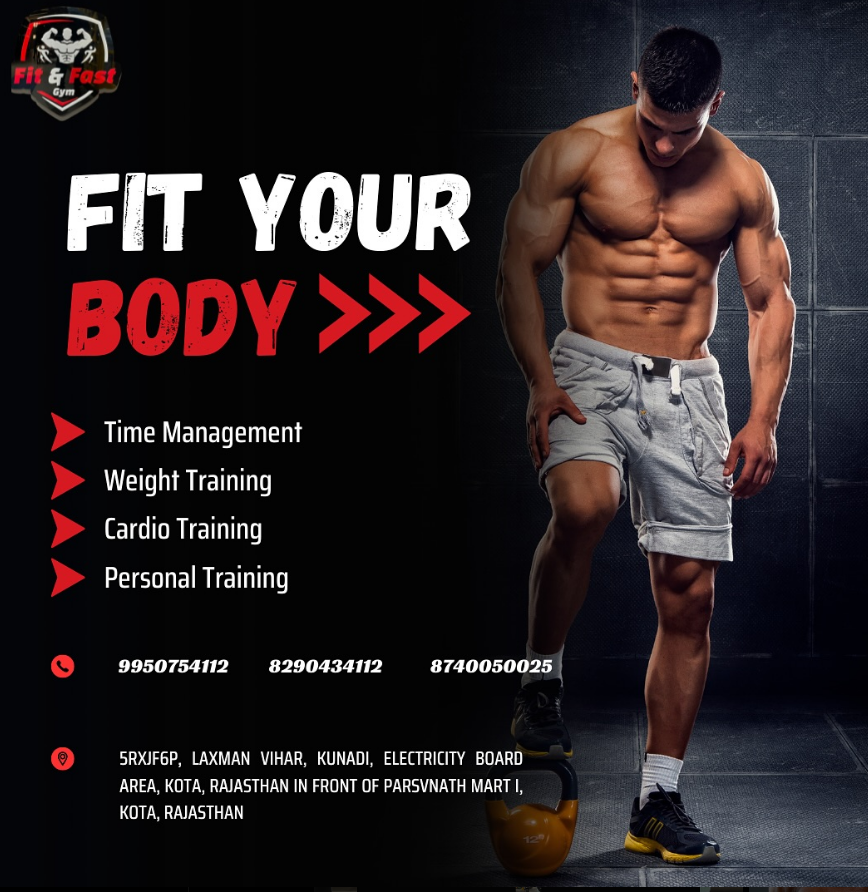 Fit & Fast
Gym
FIT YOUR
BODY
Time Management
Weight Training
Cardio Training
Personal Training
9950754112 8290434112 8740050025
5RXJF6P, LAXMAN VIHAR, KUNADI, ELECTRICITY BOARD
AREA, KOTA, RAJASTHAN IN FRONT OF PARSVNATH MART I,
KOTA, RAJASTHAN